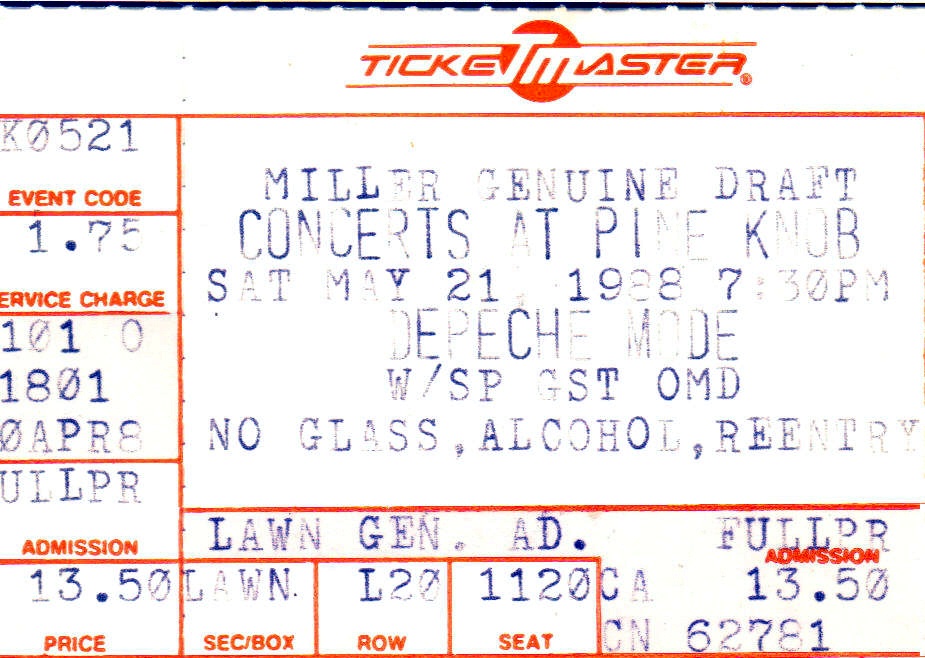 TICKETMASTER®
K0521
EVENT CODE
1.75
ERVICE CHARGE
101 O
1801
0APR8
ULLPR
ADMISSION
13.50
PRICE
MILLER GENUINE DRAFT
CONCERTS AT PINE KNOB
SAT MAY 21, 1988 7:30PM
DEPECHE MODE
W/SP GST OMD
NO GLASS,ALCOHOL,REENTRY
LAWN GEN. AD. FULLPR
ADMISSION
LAWN L20 1120 CA 13.50
SEC/BOX ROW SEAT CN 62781